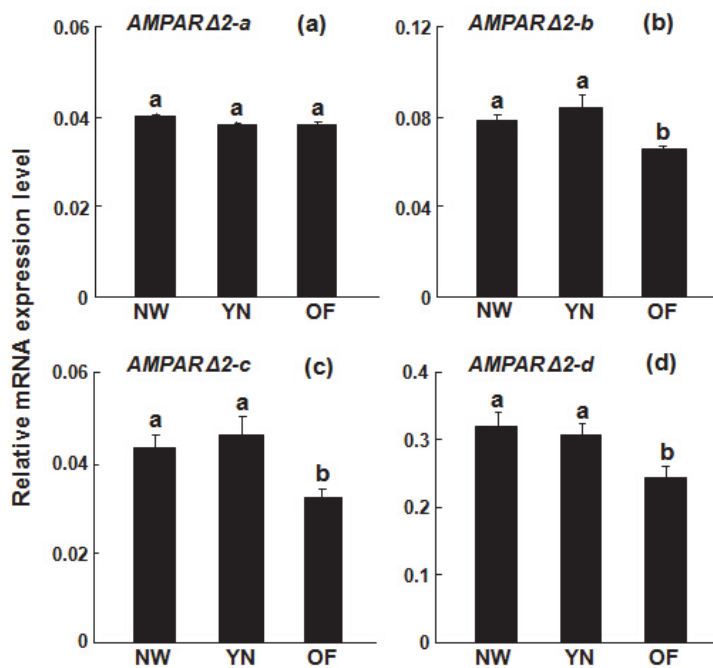 Relative mRNA expression level
AMPARΔ2-a (a)
0.06
0.04
0.02
0
a a a
NW YN OF
AMPARΔ2-b (b)
0.12
0.08
0.04
0
a a b
NW YN OF
AMPARΔ2-c (c)
0.06
0.04
0.02
0
a a b
NW YN OF
AMPARΔ2-d (d)
0.4
0.3
0.2
0.1
0
a a b
NW YN OF